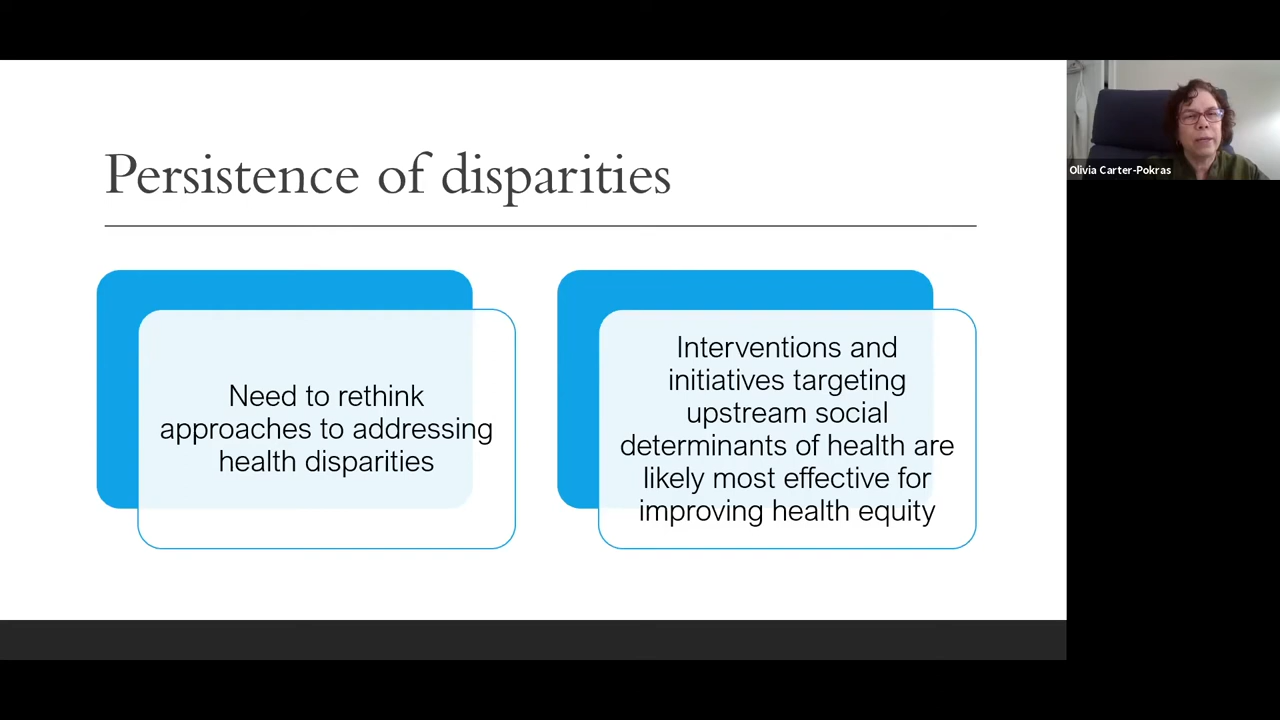 Persistence of disparities
Need to rethink
approaches to addressing
health disparities
Interventions and
initiatives targeting
upstream social
determinants of health are
likely most effective for
improving health equity
Olivia Carter-Pokras